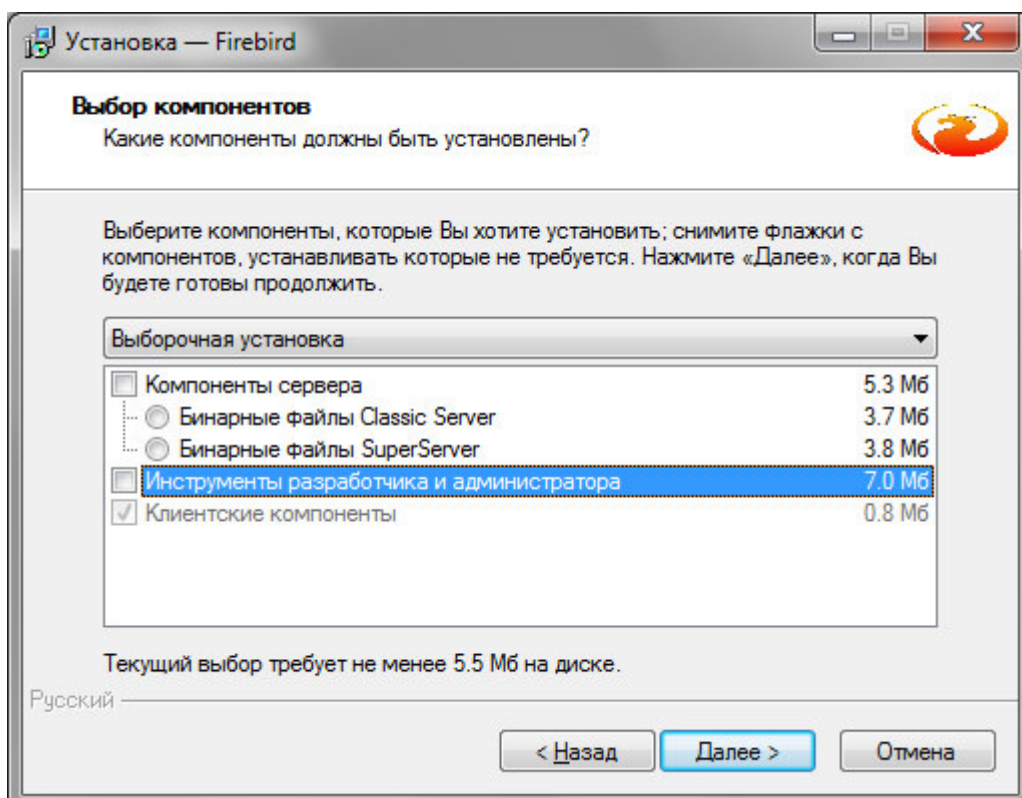 Установка — Firebird
Выбор компонентов
Какие компоненты должны быть установлены?
Выберите компоненты, которые Вы хотите установить; снимите флажки с
компонентов, устанавливать которые не требуется. Нажмите «Далее», когда Вы
будете готовы продолжить.
Выборочная установка
Компоненты сервера 5.3 Мб
Бинарные файлы Classic Server 3.7 Мб
Бинарные файлы SuperServer 3.8 Мб
Инструменты разработчика и администратора 7.0 Мб
Клиентские компоненты 0.8 Мб
Текущий выбор требует не менее 5.5 Мб на диске.
Русский
< Назад Далее > Отмена